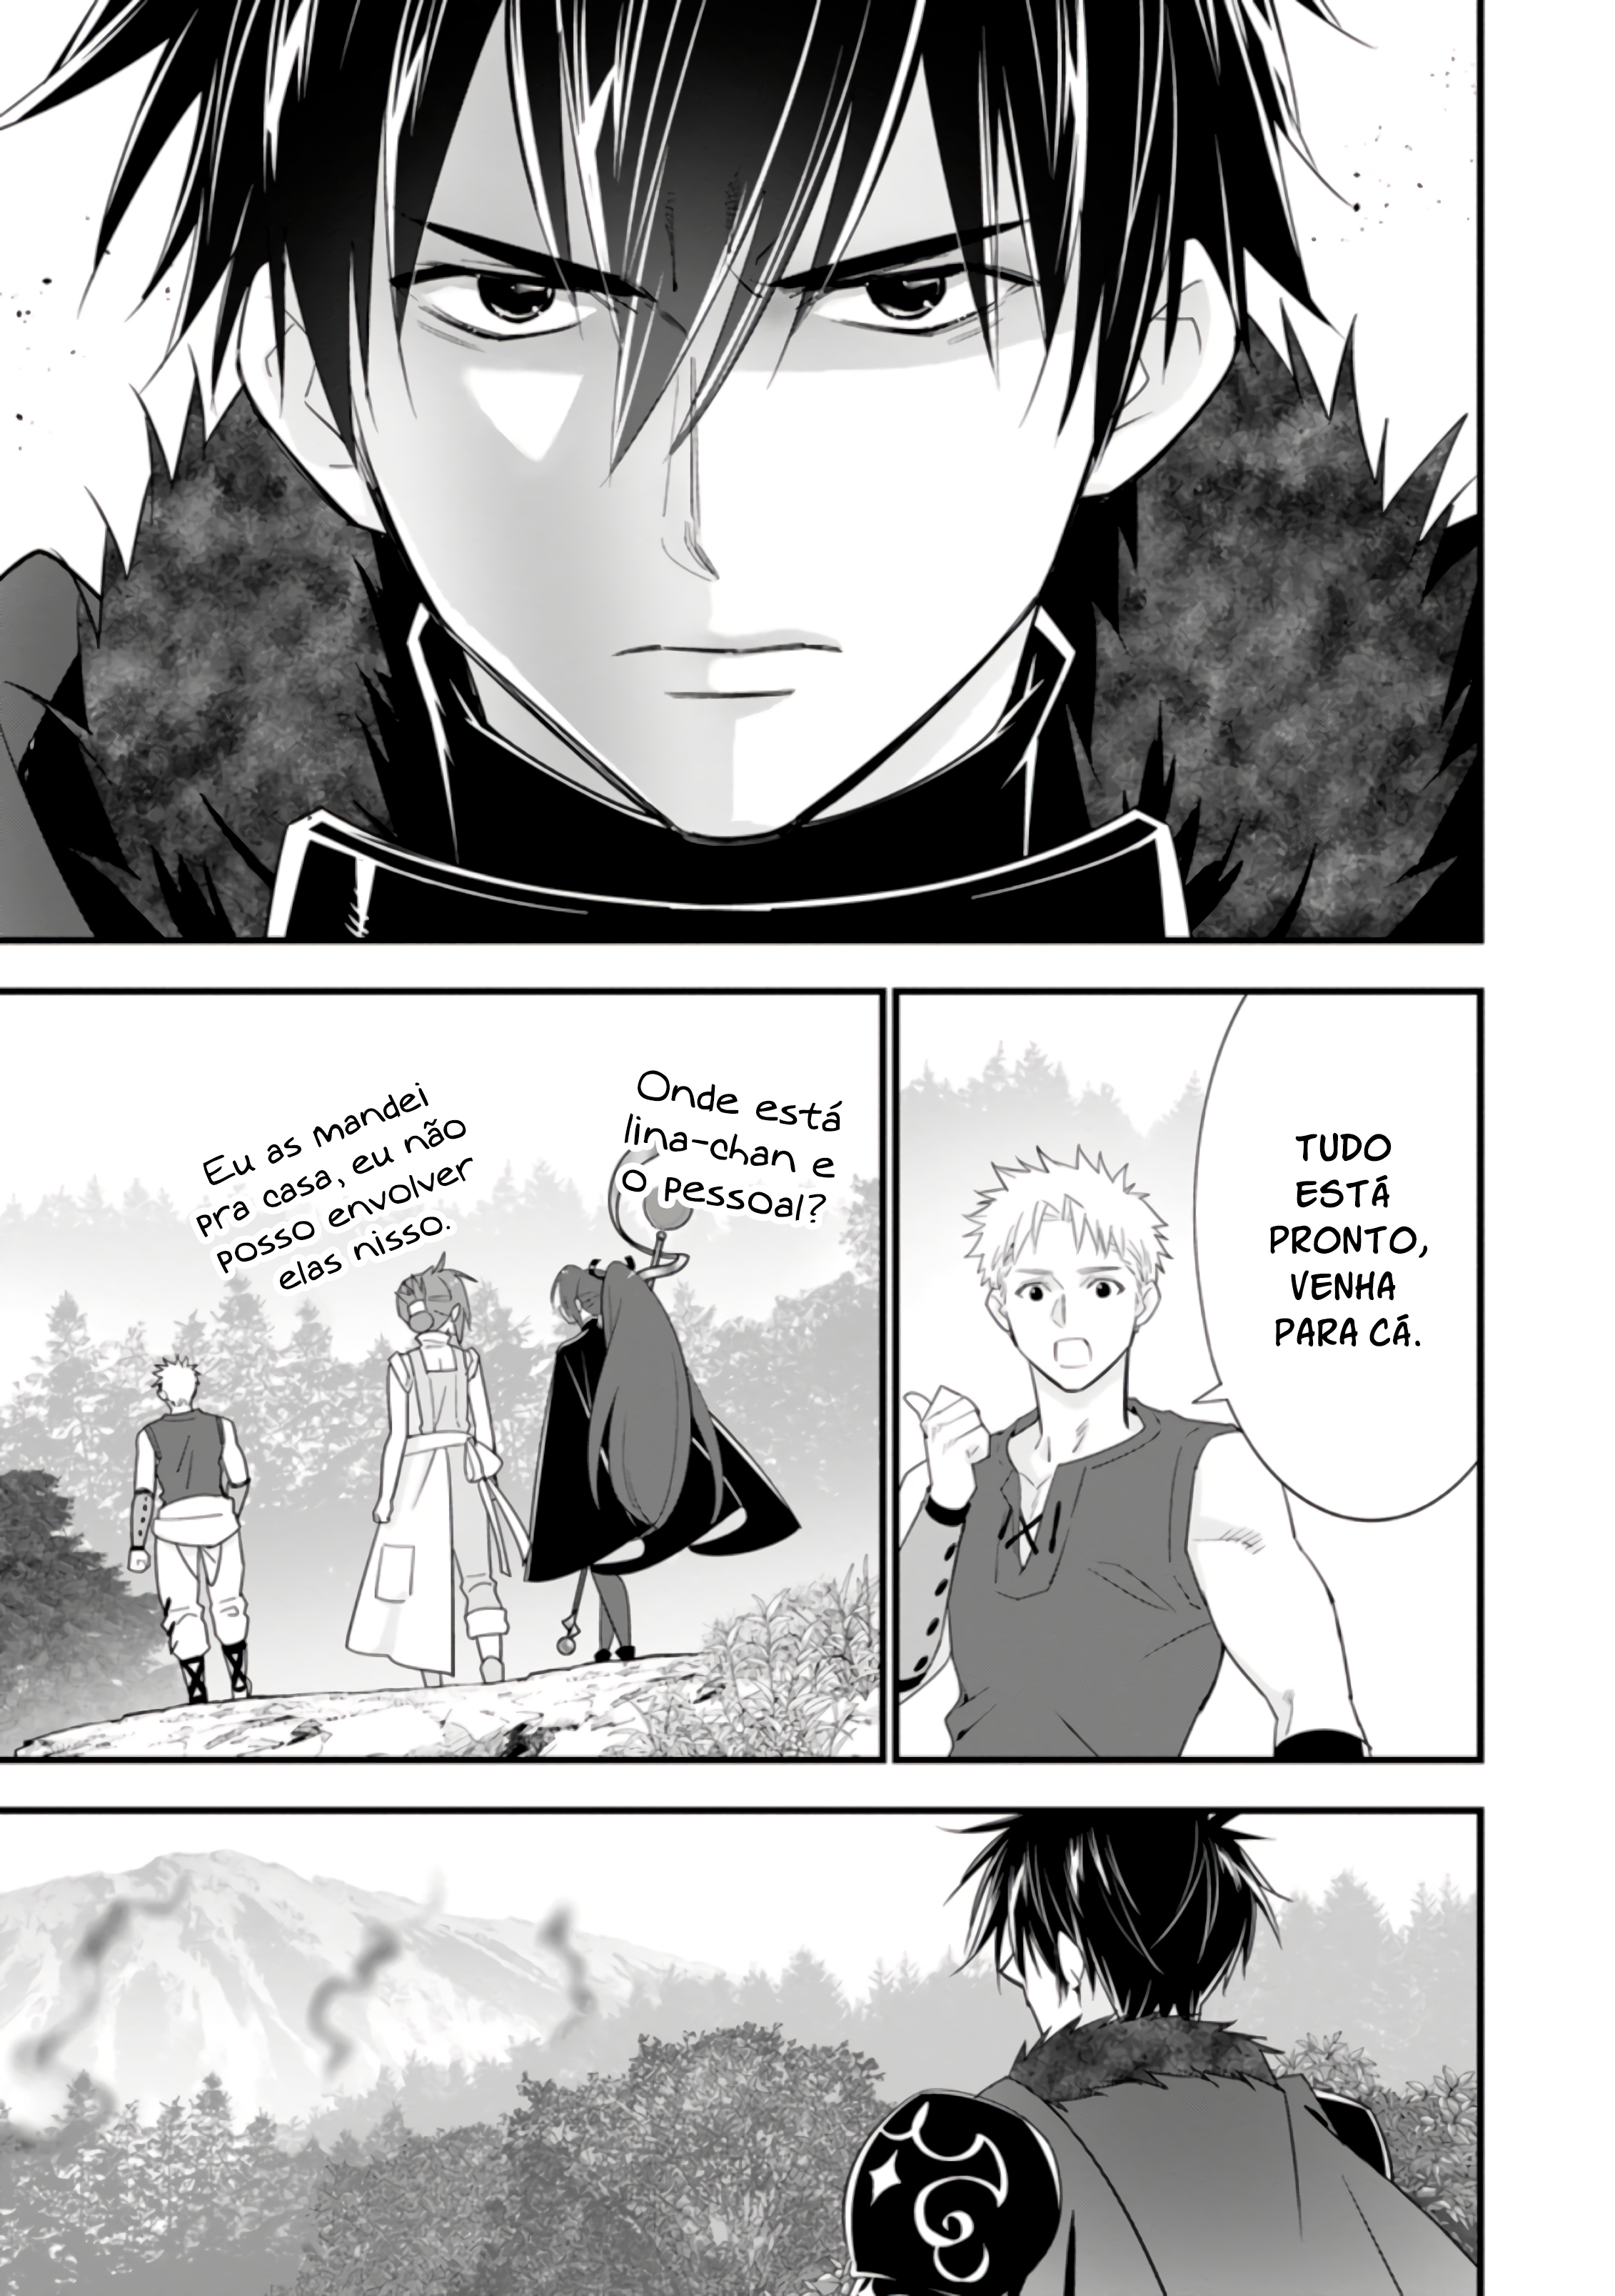 TUDO
ESTÁ
PRONTO,
VENHA
PARA CÁ.
Onde está
lina-chan e
o pessoal?
Eu as mandei
pra casa, eu não
posso envolver
elas nisso.